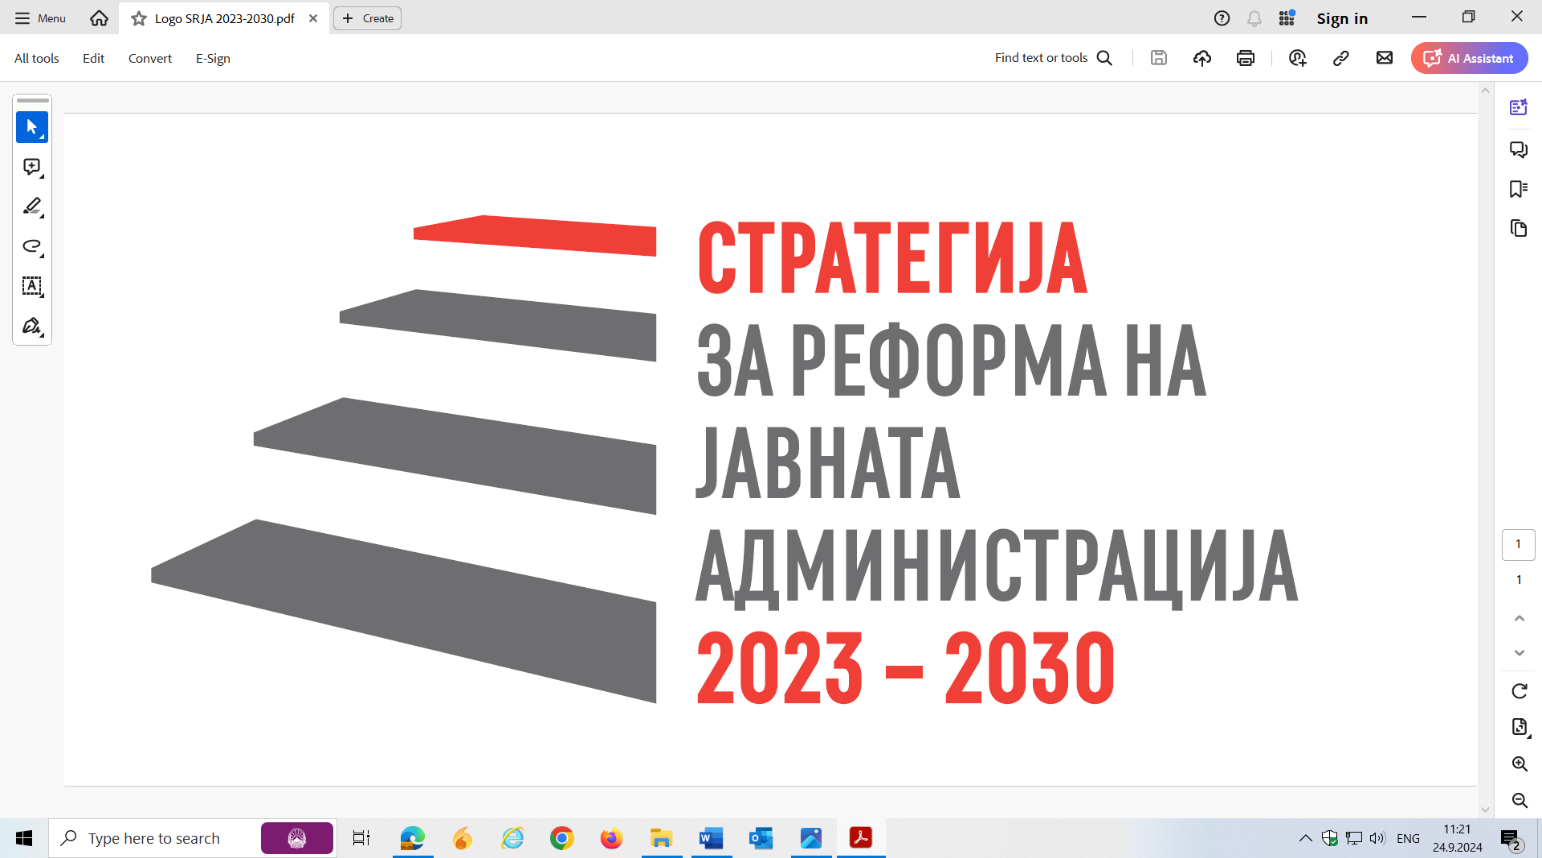 Menu
Logo SRJA 2023-2030.pdf
Create
Sign in
All tools
Edit
Convert
E-Sign
Find text or tools
AI Assistant
СТРАТЕГИЈА
ЗА РЕФОРМА НА
ЈАВНАТА
АДМИНИСТРАЦИЈА
2023 – 2030
1
1
Type here to search
ENG
11:21
24.9.2024
2